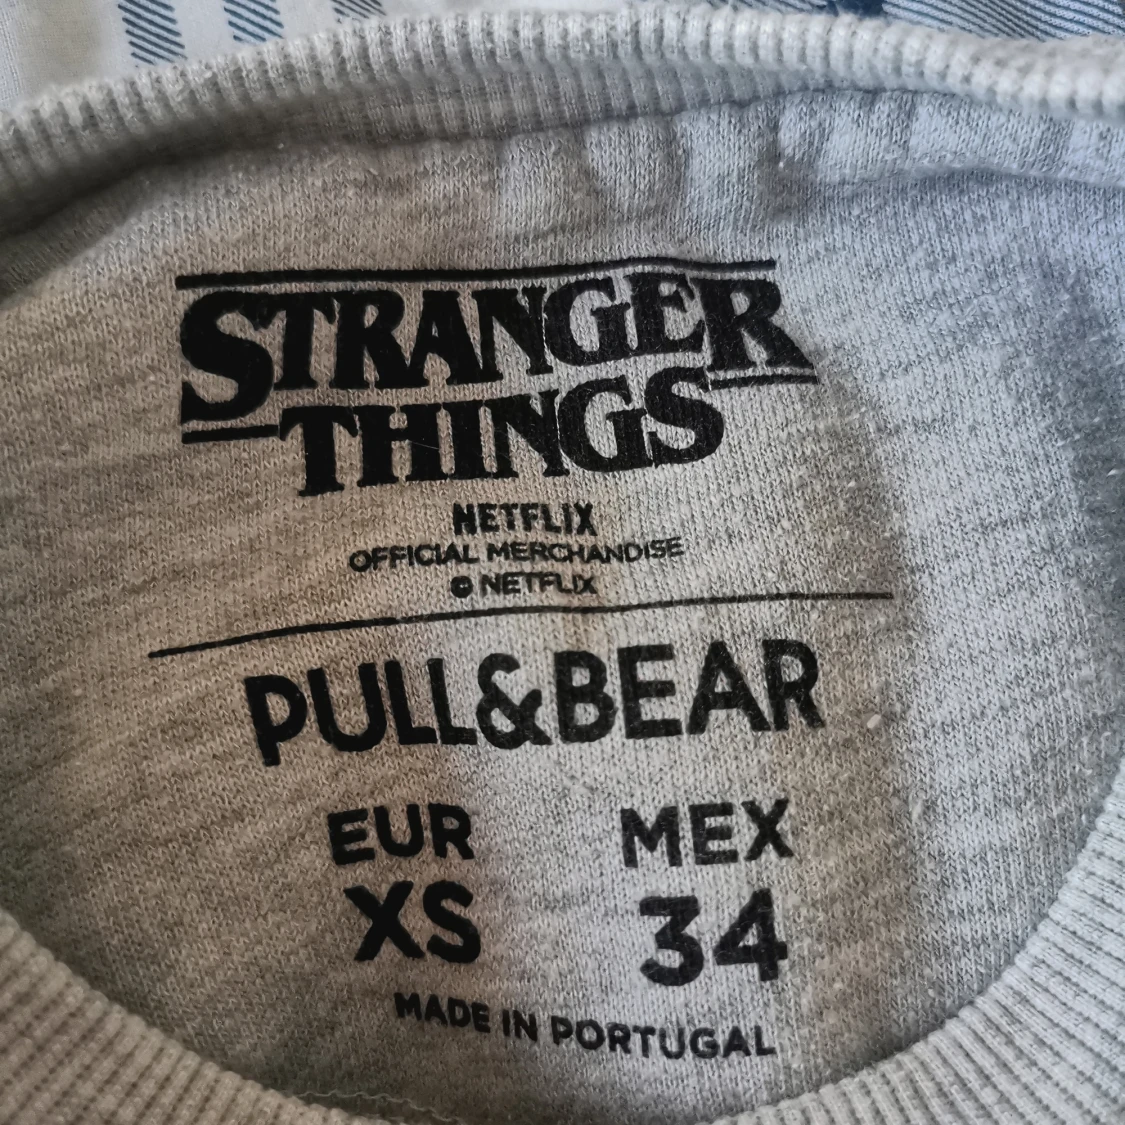 STRANGER
THINGS
NETFLIX
OFFICIAL MERCHANDISE
© NETFLIX
PULL&BEAR
EUR MEX
XS 34
MADE IN PORTUGAL